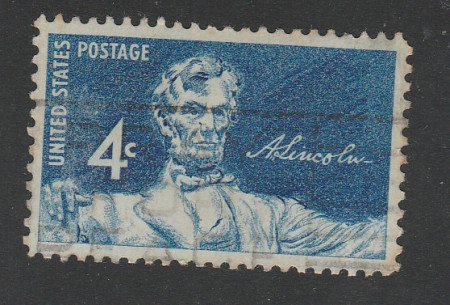 UNITED STATES POSTAGE
4c
A.Lincoln